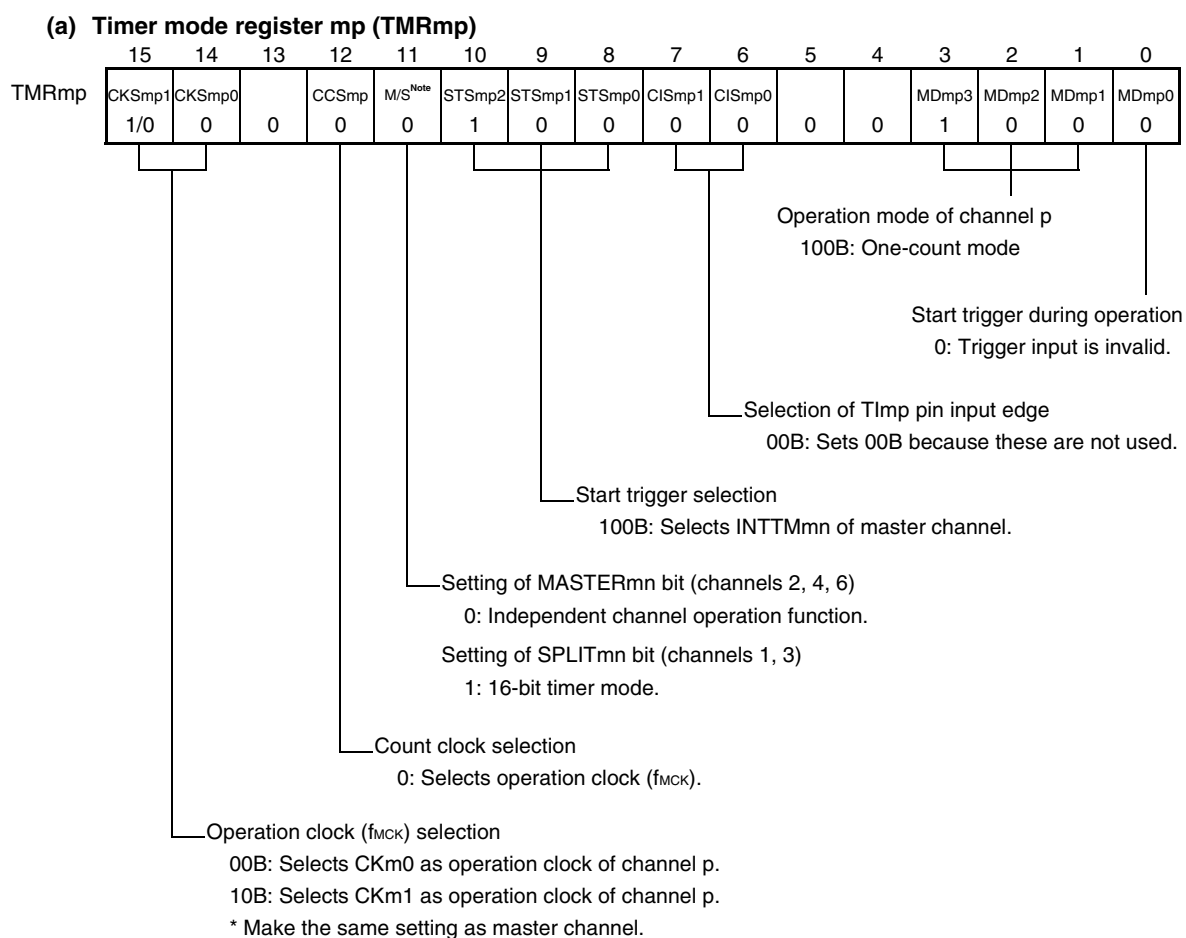 (a) Timer mode register mp (TMRmp)
15 14 13 12 11 10 9 8 7 6 5 4 3 2 1 0
TMRmp CKSmp1 CKSmp0 CCSmp M/S Note STSmp2 STSmp1 STSmp0 CISmp1 CISmp0 MDmp3 MDmp2 MDmp1 MDmp0
1/0 0 0 0 0 1 0 0 0 0 0 0 1 0 0 0
Operation mode of channel p
100B: One-count mode
Start trigger during operation
0: Trigger input is invalid.
Selection of TImp pin input edge
00B: Sets 00B because these are not used.
Start trigger selection
100B: Selects INTTMmn of master channel.
Setting of MASTERmn bit (channels 2, 4, 6)
0: Independent channel operation function.
Setting of SPLITmn bit (channels 1, 3)
1: 16-bit timer mode.
Count clock selection
0: Selects operation clock (fMCK).
Operation clock (fMCK) selection
00B: Selects CKm0 as operation clock of channel p.
10B: Selects CKm1 as operation clock of channel p.
* Make the same setting as master channel.